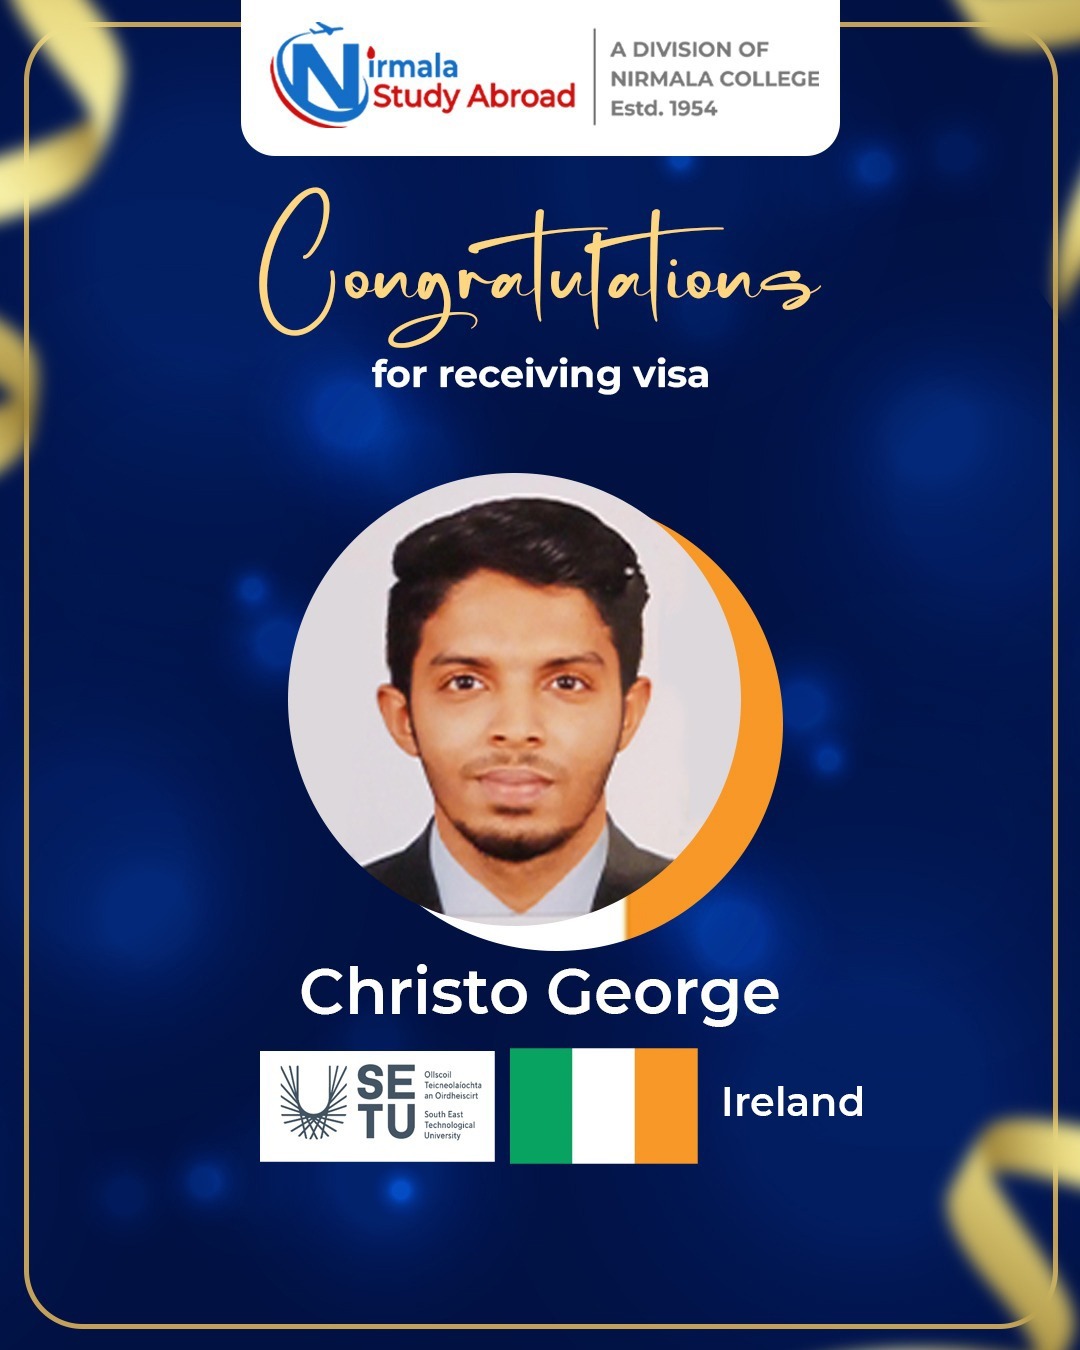 Nirmala
Study Abroad
A DIVISION OF
NIRMALA COLLEGE
Estd. 1954
Congratulations
for receiving visa
Christo George
SE
TU
Ollscoil
Teicneolaíochta
an Oirdheiscirt
South East
Technological
University
Ireland